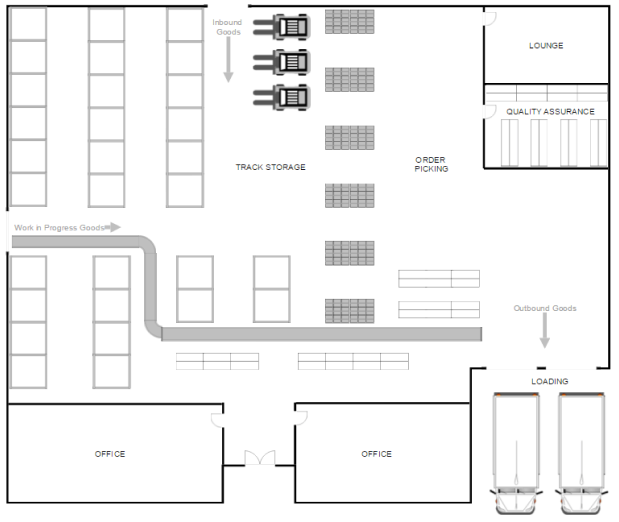 Inbound
Goods
LOUNGE
QUALITY ASSURANCE
TRACK STORAGE
ORDER
PICKING
Work in Progress Goods
Outbound Goods
LOADING
OFFICE
OFFICE